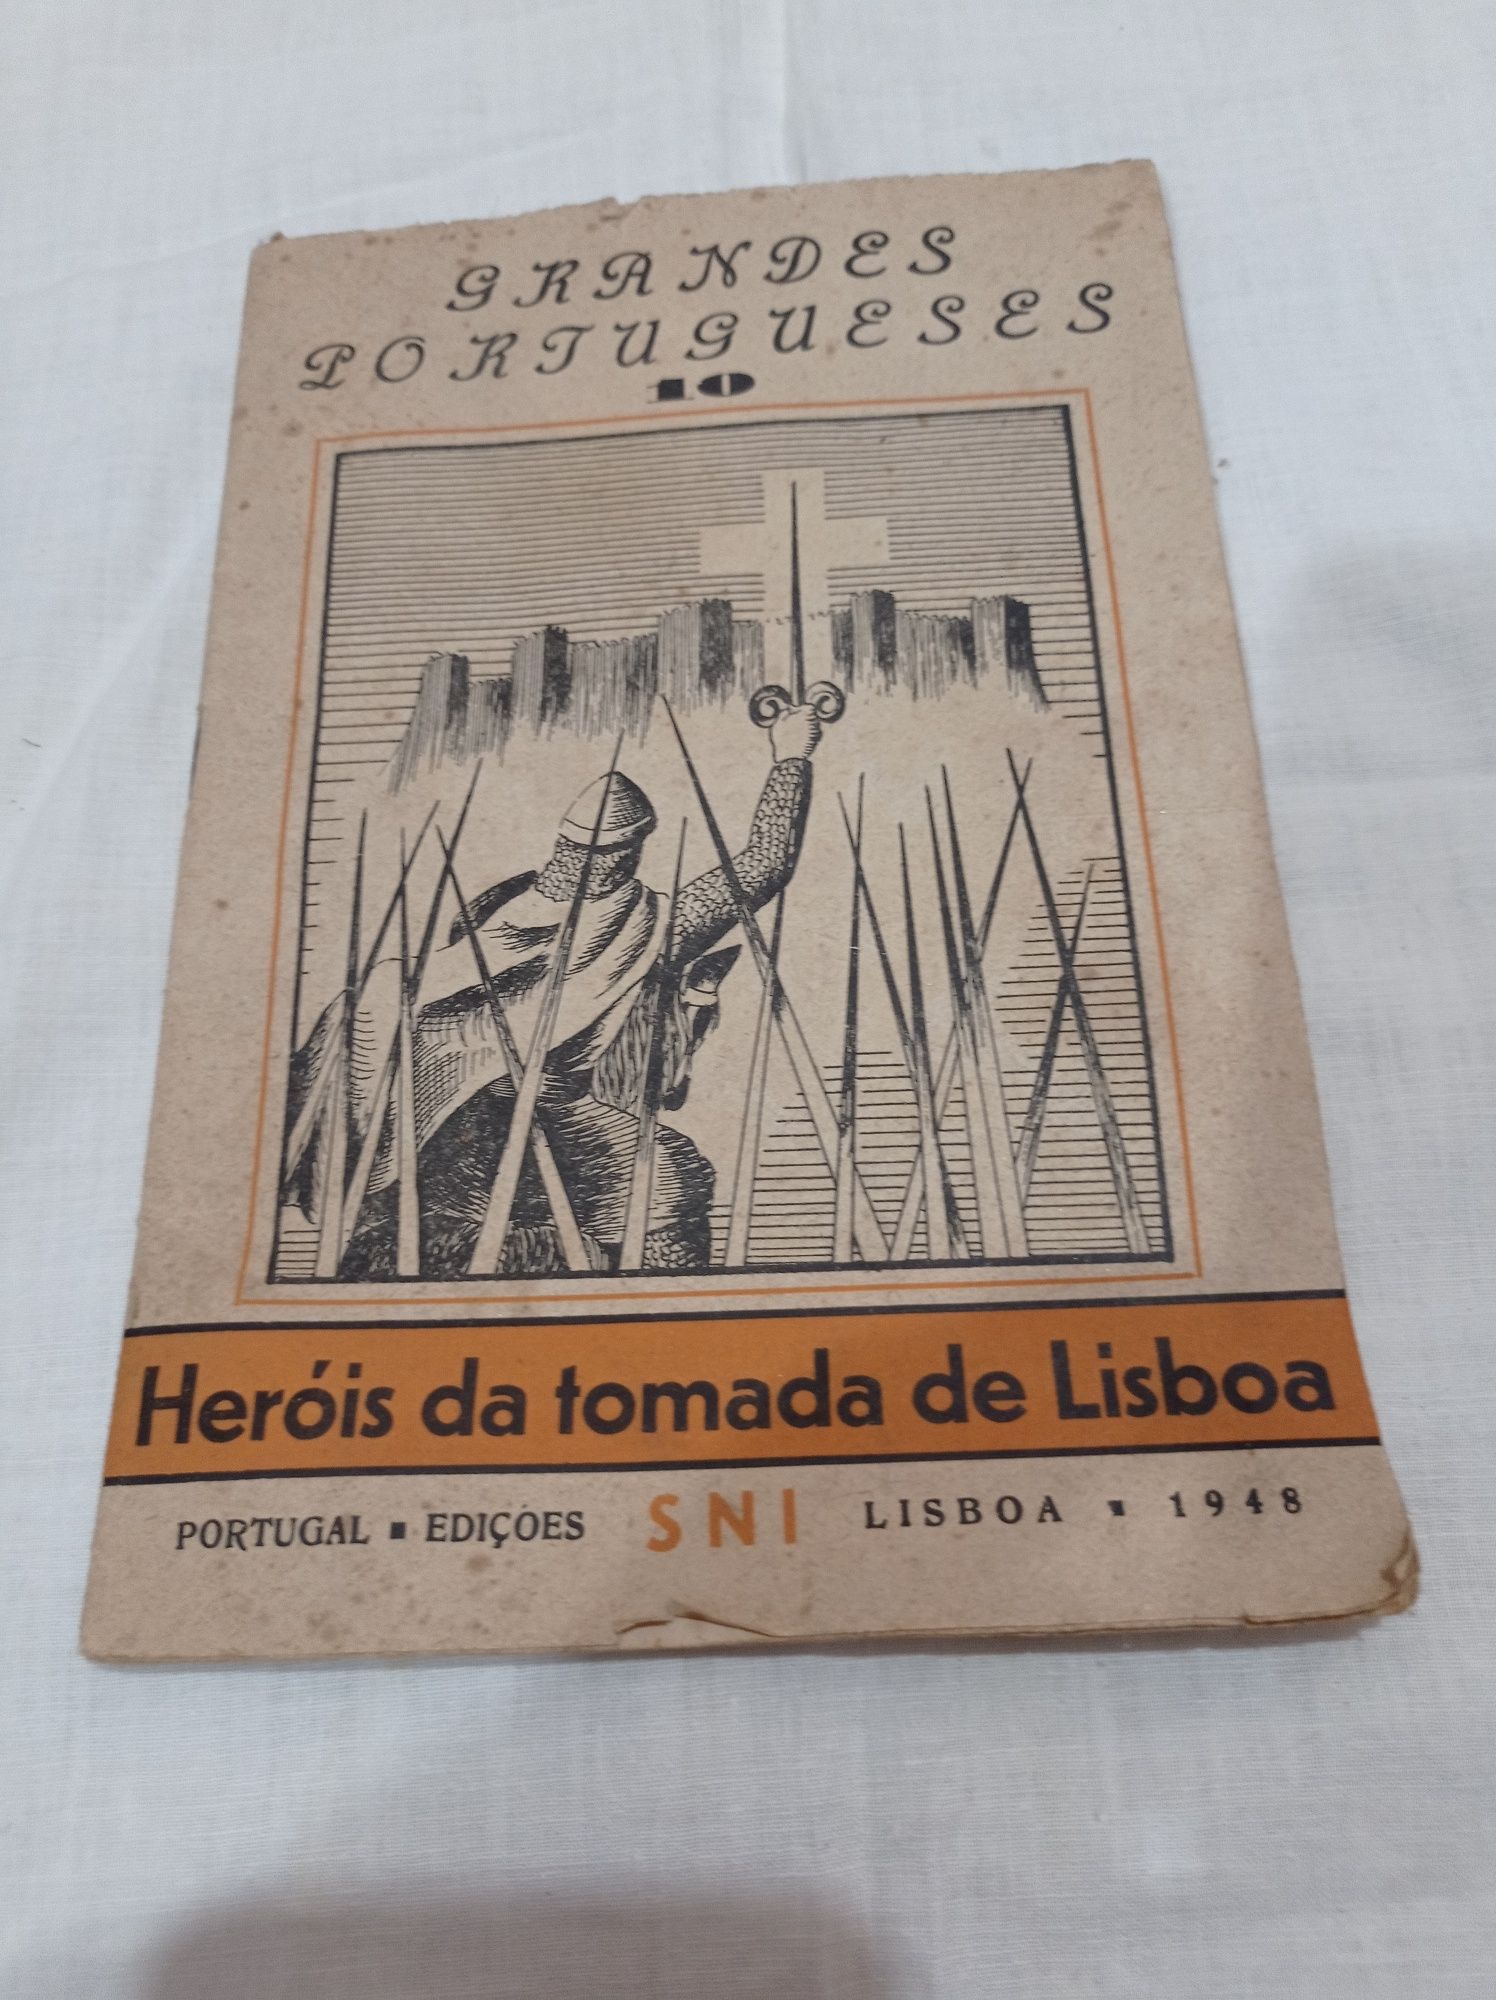 GRANDES
PORTUGUESES
10
Heróis da tomada de Lisboa
PORTUGAL ▪ EDIÇÕES SNI LISBOA ▪ 1948